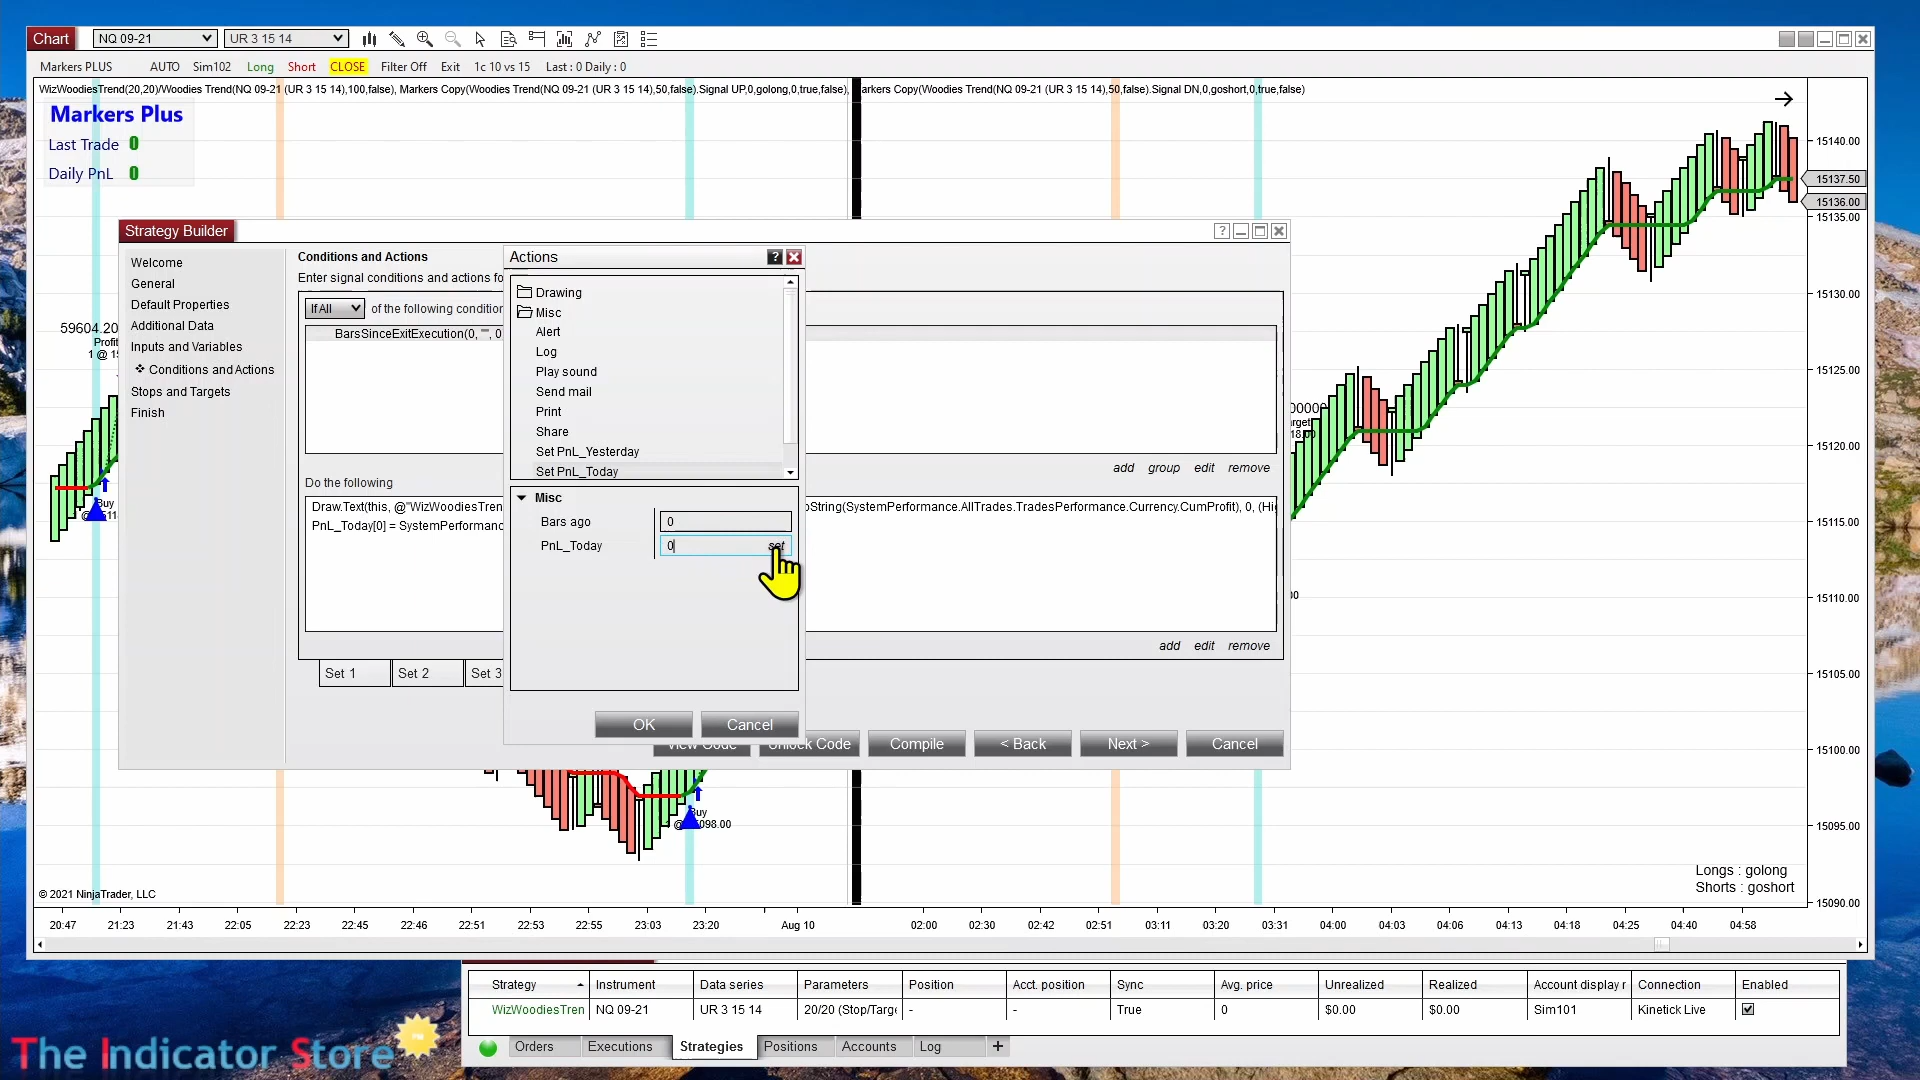 Chart
NQ 09-21
UR 3 15 14
Markers PLUS
AUTO
Sim102
Long
Short
CLOSE
Filter Off
Exit
1c 10 vs 15
Last : 0 Daily : 0
WizWoodiesTrend(20,20)/Woodies Trend(NQ 09-21 (UR 3 15 14),100,false), Markers Copy(Woodies Trend(NQ 09-21 (UR 3 15 14),50,false).Signal UP,0,golong,0,true,false),
arkers Copy(Woodies Trend(NQ 09-21 (UR 3 15 14),50,false).Signal DN,0,goshort,0,true,false)
Markers Plus
Last Trade 0
Daily PnL 0
15140.00
15137.50
15136.00
15135.00
15130.00
15125.00
15120.00
15115.00
15110.00
15105.00
15100.00
15095.00
15090.00
Strategy Builder
?
Welcome
General
Default Properties
Additional Data
Inputs and Variables
Conditions and Actions
Stops and Targets
Finish
Conditions and Actions
Enter signal conditions and actions fo
If All
of the following condition
BarsSinceExitExecution(0, "", 0
add group edit remove
Do the following
Draw.Text(this, @"WizWoodiesTren
oString(SystemPerformance.AllTrades.TradesPerformance.Currency.CumProfit), 0, (Hig
PnL_Today[0] = SystemPerformanc
add edit remove
Set 1
Set 2
Set 3
View Code
Unlock Code
Compile
< Back
Next >
Cancel
Actions
?
Drawing
Misc
Alert
Log
Play sound
Send mail
Print
Share
Set PnL_Yesterday
Set PnL_Today
Misc
Bars ago
0
PnL_Today
0
set
OK
Cancel
59604.20
Profit
Buy
Buy
Longs : golong
Shorts : goshort
© 2021 NinjaTrader, LLC
20:47 21:23 21:43 22:05 22:23 22:45 22:46 22:51 22:53 22:55 23:03 23:20 Aug 10 02:00 02:30 02:42 02:51 03:11 03:20 03:31 04:00 04:03 04:06 04:13 04:18 04:25 04:40 04:58
Strategy Instrument Data series Parameters Position Acct. position Sync Avg. price Unrealized Realized Account display r Connection Enabled
WizWoodiesTren NQ 09-21 UR 3 15 14 20/20 (Stop/Targe - - True 0 $0.00 $0.00 Sim101 Kinetick Live
Orders Executions Strategies Positions Accounts Log +
The Indicator Store